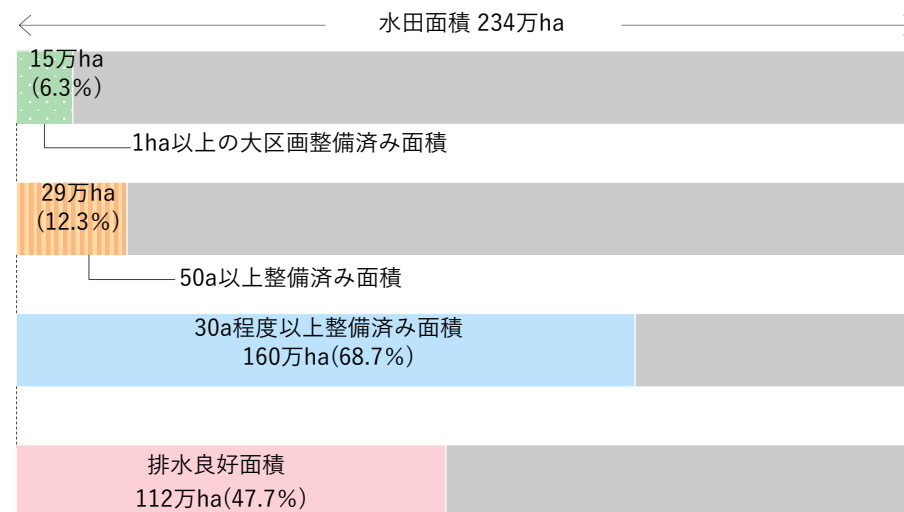 水田面積 234万ha
15万ha
(6.3%)
1ha以上の大区画整備済み面積
29万ha
(12.3%)
50a以上整備済み面積
30a程度以上整備済み面積
160万ha(68.7%)
排水良好面積
112万ha(47.7%)